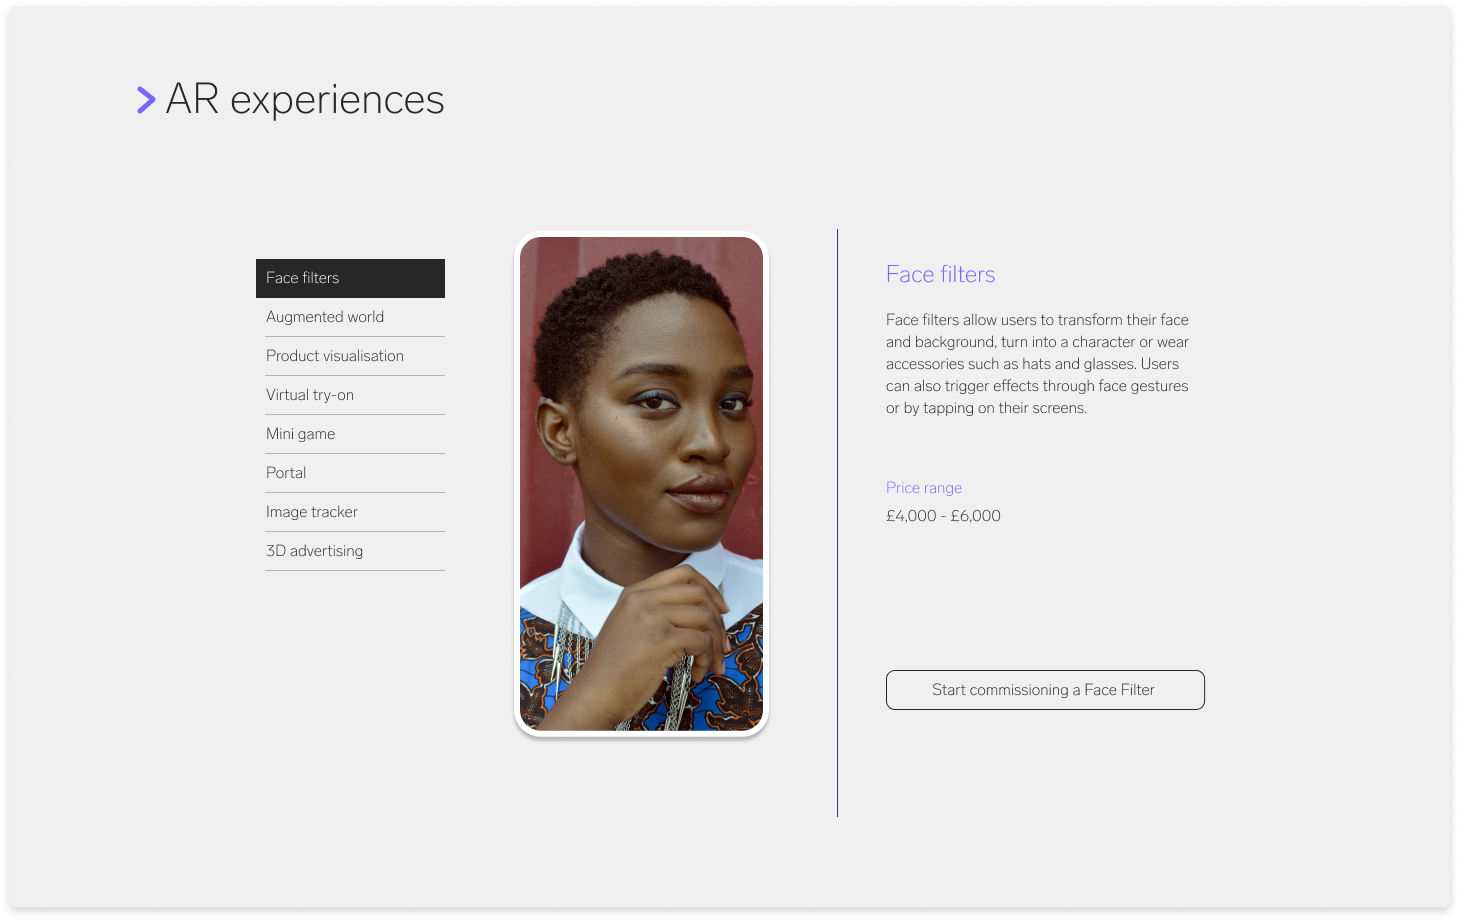 AR experiences
Face filters
Augmented world
Product visualisation
Virtual try-on
Mini game
Portal
Image tracker
3D advertising
Face filters
Face filters allow users to transform their face
and background, turn into a character or wear
accessories such as hats and glasses. Users
can also trigger effects through face gestures
or by tapping on their screens.
Price range
£4,000 - £6,000
Start commissioning a Face Filter